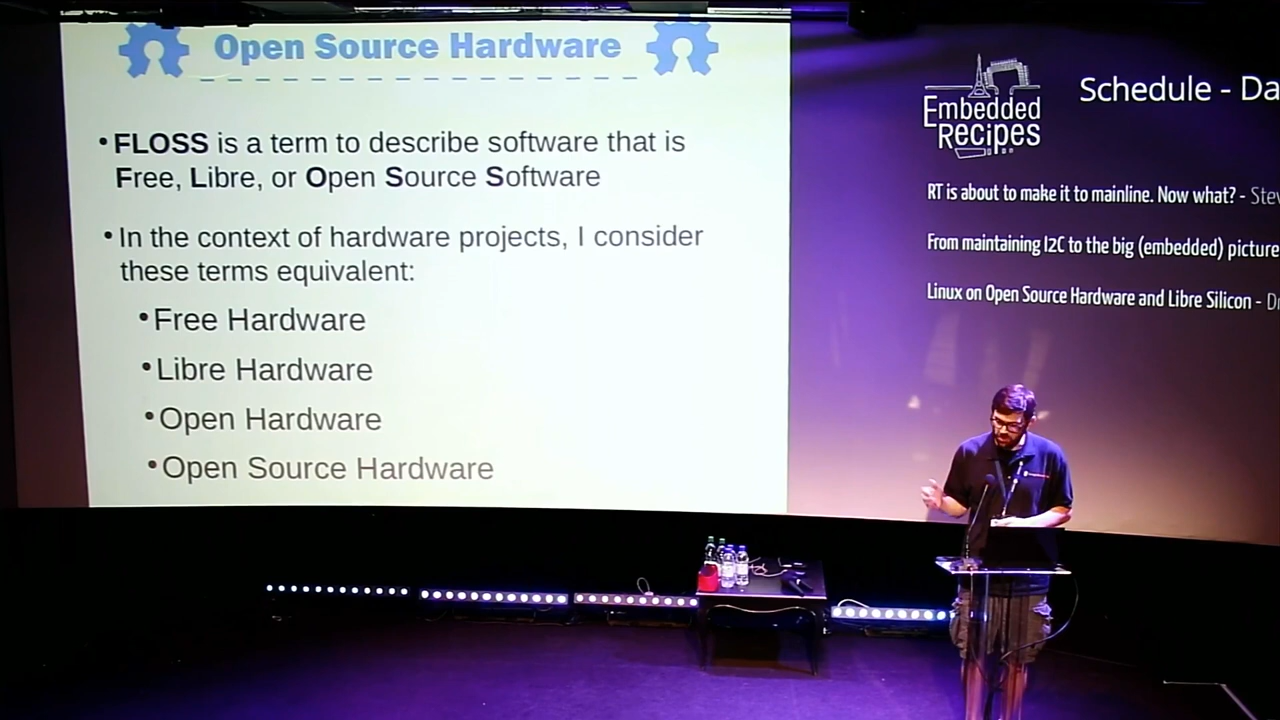 Open Source Hardware
• FLOSS is a term to describe software that is
Free, Libre, or Open Source Software
• In the context of hardware projects, I consider
these terms equivalent:
• Free Hardware
• Libre Hardware
• Open Hardware
• Open Source Hardware
Embedded
Recipes
Schedule - Da
RT is about to make it to mainline. Now what? - Stev
From maintaining I2C to the big (embedded) picture
Linux on Open Source Hardware and Libre Silicon - Dr